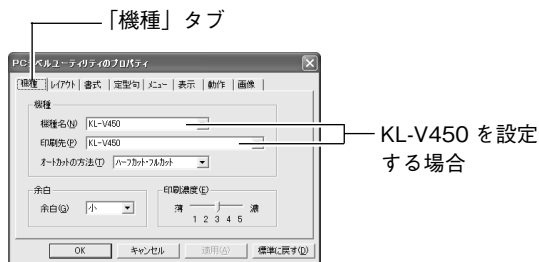 「機種」タブ
PCラベルユーティリティのプロパティ
機種 レイアウト 書式 定型句 メニュー 表示 動作 画像
機種
機種名(N) KL-V450
印刷先(P) KL-V450
オートカットの方法(T) ハーフカット・フルカット
KL-V450 を設定
する場合
余白
余白(G) 小
印刷濃度(E)
薄 濃
1 2 3 4 5
OK キャンセル 適用(A) 標準に戻す(D)